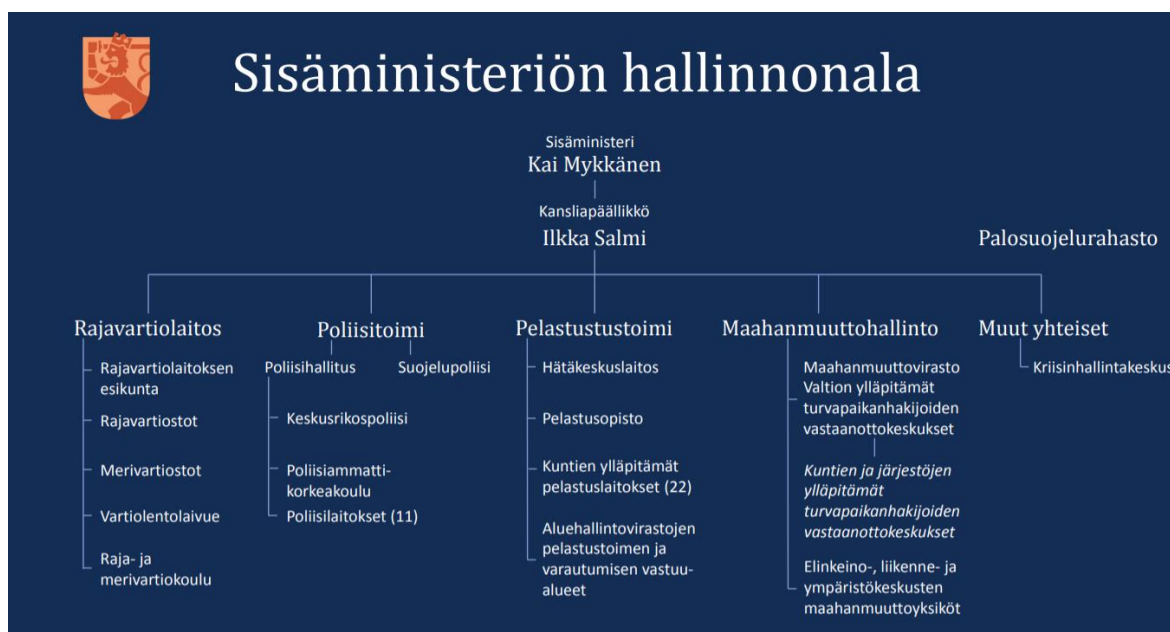 Sisäministeriön hallinnonala
Sisäministeri
Kai Mykkänen
Kansliapäällikkö
Ilkka Salmi
Palosuojelurahasto
Rajavartiolaitos
Rajavartiolaitoksen
esikunta
Rajavartiostot
Merivartiostot
Vartiolentolaivue
Raja- ja
merivartiokoulu
Poliisitoimi
Poliisihallitus
Suojelupoliisi
Keskusrikospoliisi
Poliisiammatti-
korkeakoulu
Poliisilaitokset (11)
Pelastustustoimi
Hätäkeskuslaitos
Pelastusopisto
Kuntien ylläpitämät
pelastuslaitokset (22)
Aluehallintovirastojen
pelastustoimen ja
varautumisen vastuu-
alueet
Maahanmuuttohallinto
Maahanmuuttovirasto
Valtion ylläpitämät
turvapaikanhakijoiden
vastaanottokeskukset
Kuntien ja järjestöjen
ylläpitämät
turvapaikanhakijoiden
vastaanottokeskukset
Elinkeino-, liikenne- ja
ympäristökeskusten
maahanmuuttoyksiköt
Muut yhteiset
Kriisinhallintakeskus